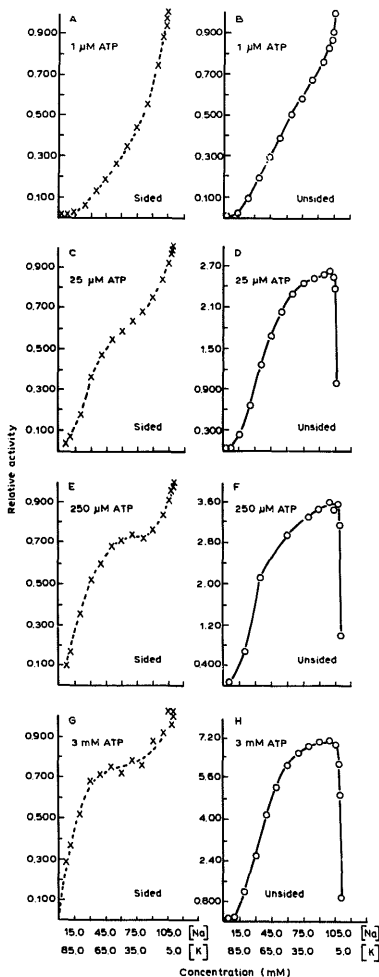 Relative activity
A
1 μM ATP
0.900
0.700
0.500
0.300
0.100
Sided
B
1 μM ATP
0.900
0.700
0.500
0.300
0.100
Unsided
C
25 μM ATP
0.900
0.700
0.500
0.300
0.100
Sided
D
25 μM ATP
2.70
2.10
1.50
0.900
0.300
Unsided
E
250 μM ATP
0.900
0.700
0.500
0.300
0.100
Sided
F
250 μM ATP
3.60
2.80
2.00
1.20
0.400
Unsided
G
3 mM ATP
0.900
0.700
0.500
0.300
0.100
Sided
H
3 mM ATP
7.20
5.60
4.00
2.40
0.800
Unsided
15.0 45.0 75.0 105.0 [Na]
85.0 65.0 35.0 5.0 [K]
15.0 45.0 75.0 105.0 [Na]
85.0 65.0 35.0 5.0 [K]
Concentration (mM)